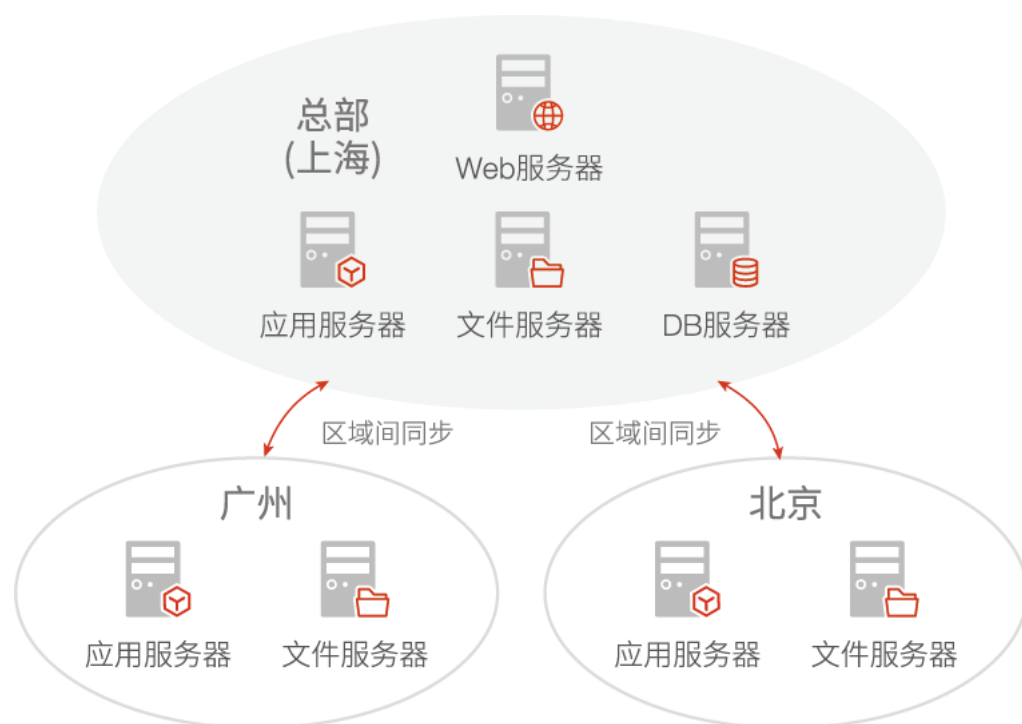 总部
(上海)
Web服务器
应用服务器
文件服务器
DB服务器
区域间同步
区域间同步
广州
应用服务器
文件服务器
北京
应用服务器
文件服务器